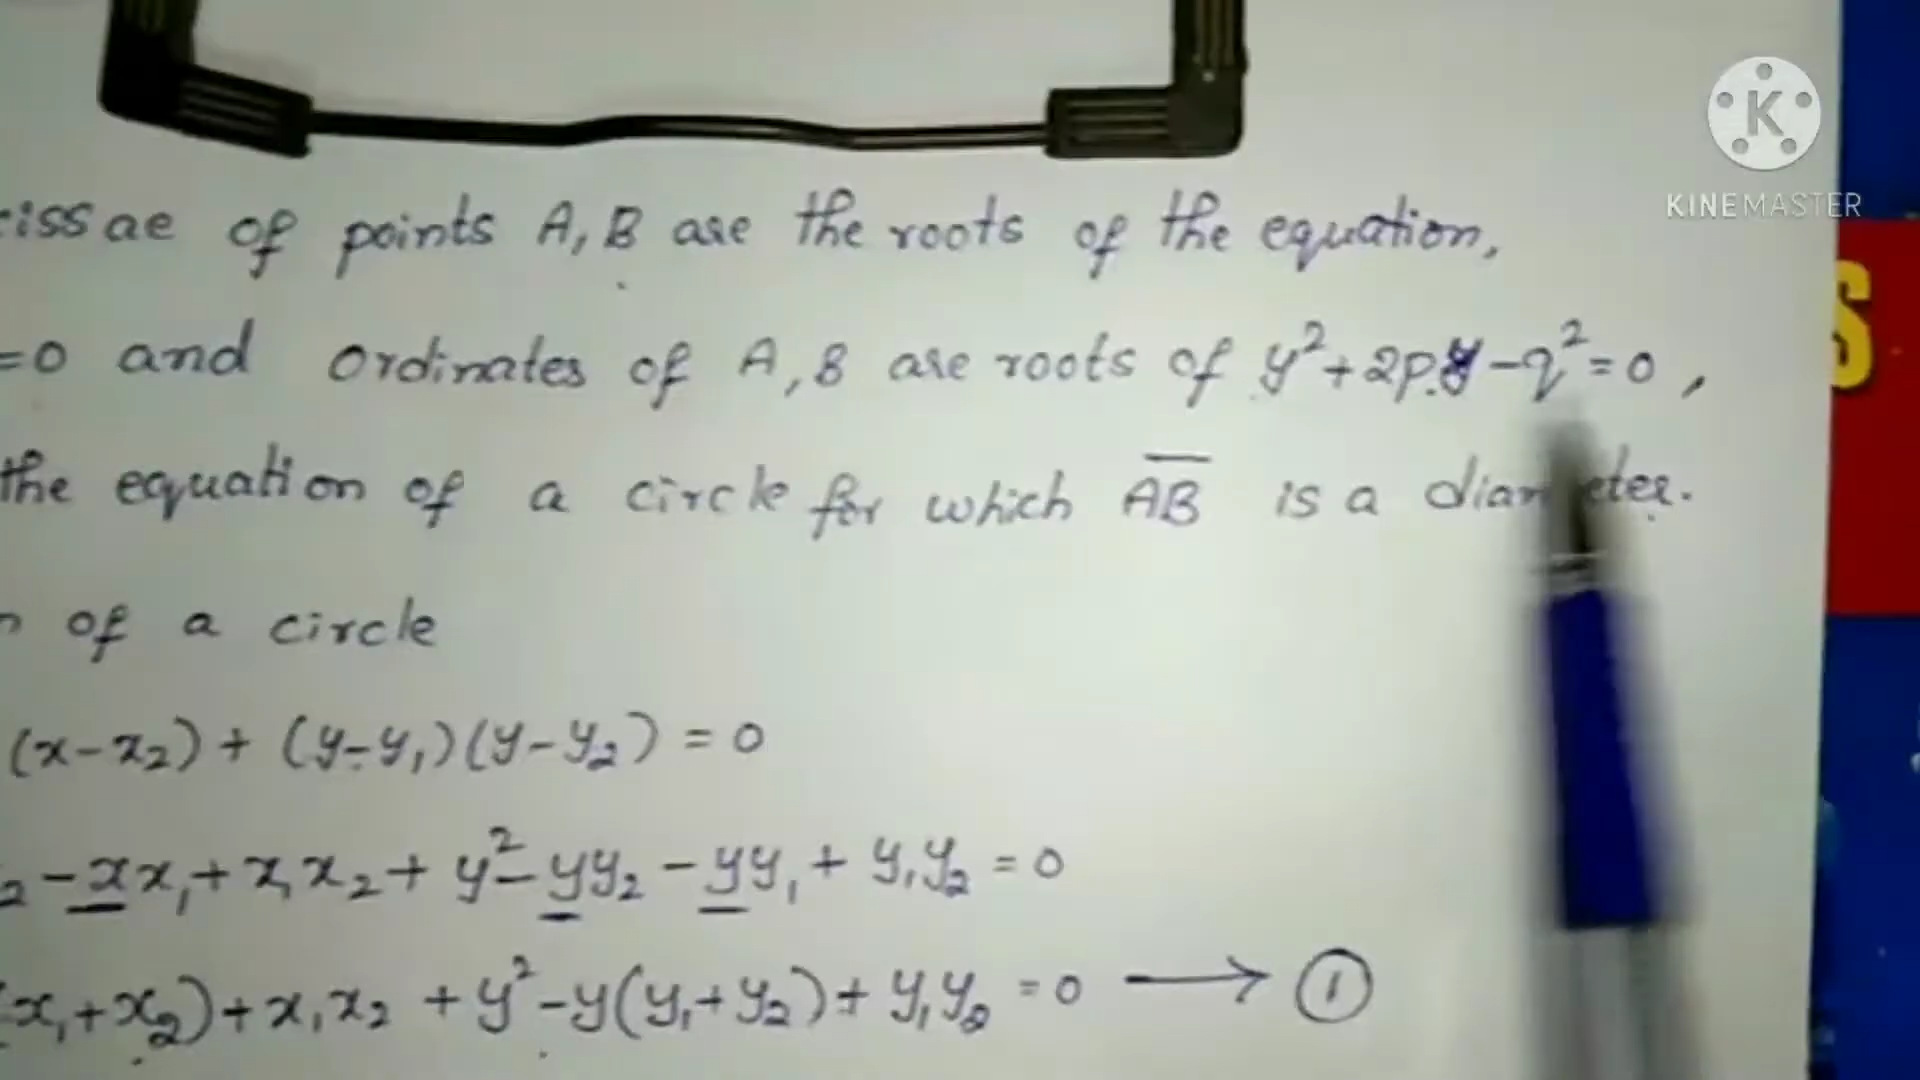 K
KINEMASTER
issae of points A, B are the roots of the equation,
=0 and ordinates of A, B are roots of y²+2py-q²=0,
S
the equation of a circle for which A̅B̅ is a diameter.
of a circle
(x-x₂)+(y-y₁)(y-y₂)=0
₂-xx₁+x₁x₂+y²-yy₂-yy₁+y₁y₂=0
x₁+x₂)+x₁x₂+y²-y(y₁+y₂)+y₁y₂=0 → ①